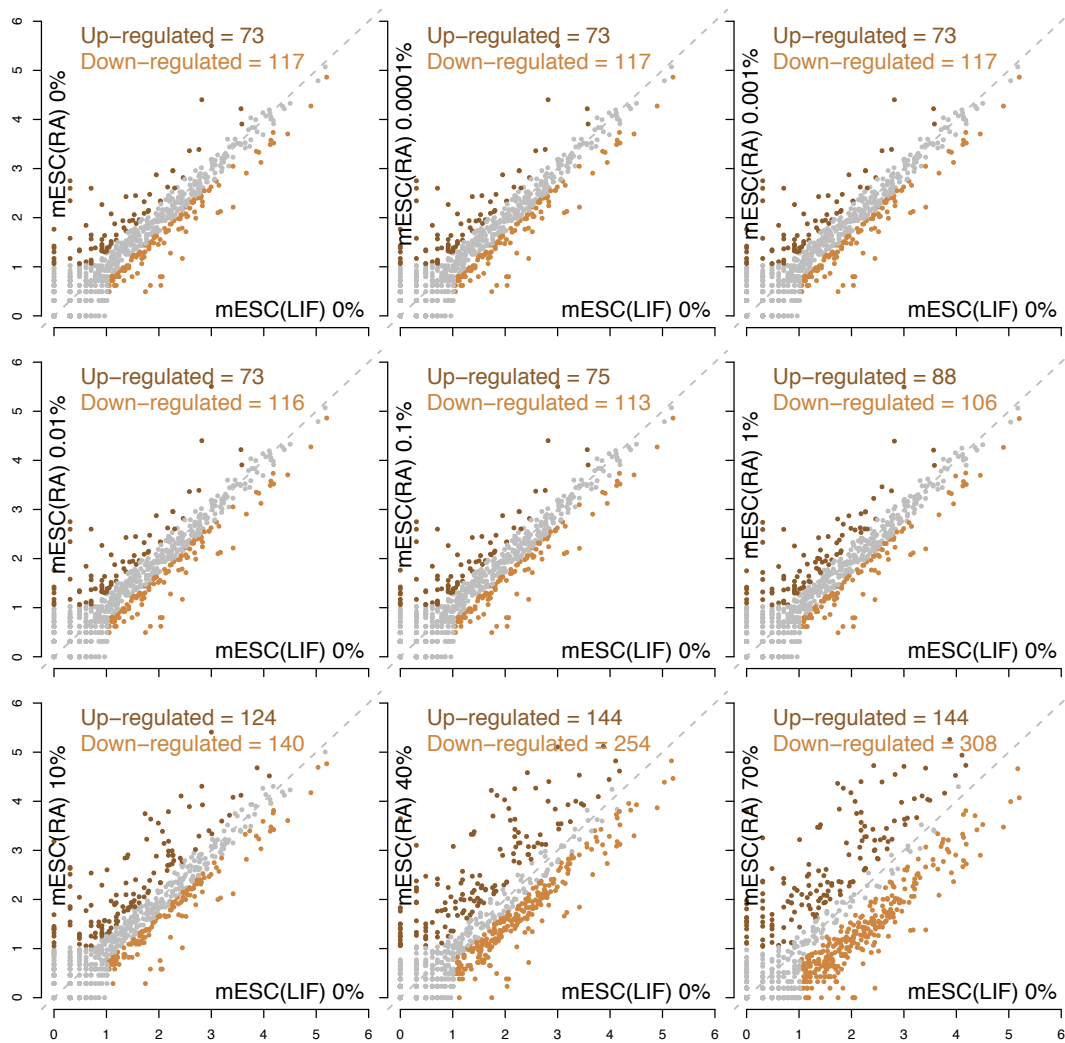 Up−regulated = 73
Down−regulated = 117
mESC(RA) 0%
mESC(LIF) 0%
0 1 2 3 4 5 6
Up−regulated = 73
Down−regulated = 117
mESC(RA) 0.0001%
mESC(LIF) 0%
Up−regulated = 73
Down−regulated = 117
mESC(RA) 0.001%
mESC(LIF) 0%
Up−regulated = 73
Down−regulated = 116
mESC(RA) 0.01%
mESC(LIF) 0%
0 1 2 3 4 5 6
Up−regulated = 75
Down−regulated = 113
mESC(RA) 0.1%
mESC(LIF) 0%
Up−regulated = 88
Down−regulated = 106
mESC(RA) 1%
mESC(LIF) 0%
Up−regulated = 124
Down−regulated = 140
mESC(RA) 10%
mESC(LIF) 0%
0 1 2 3 4 5 6
0 1 2 3 4 5 6
Up−regulated = 144
Down−regulated = 254
mESC(RA) 40%
mESC(LIF) 0%
0 1 2 3 4 5 6
Up−regulated = 144
Down−regulated = 308
mESC(RA) 70%
mESC(LIF) 0%
0 1 2 3 4 5 6